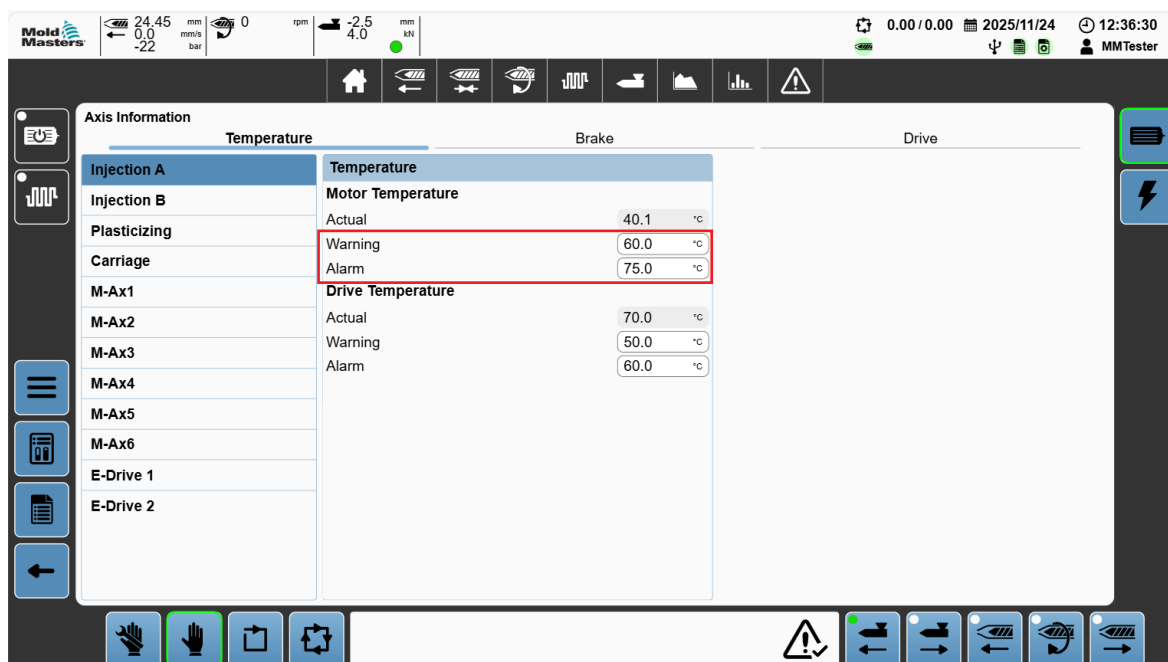 Mold Masters
24.45 mm 0 rpm -2.5 mm 0.00 / 0.00 2025/11/24 12:36:30
0.0 mm/s 4.0 kN MMTester
-22 bar
Axis Information
Temperature Brake Drive
Injection A Temperature
Injection B Motor Temperature
Plasticizing Actual 40.1 °C
Carriage Warning 60.0 °C
Alarm 75.0 °C
M-Ax1 Drive Temperature
M-Ax2 Actual 70.0 °C
M-Ax3 Warning 50.0 °C
M-Ax4 Alarm 60.0 °C
M-Ax5
M-Ax6
E-Drive 1
E-Drive 2